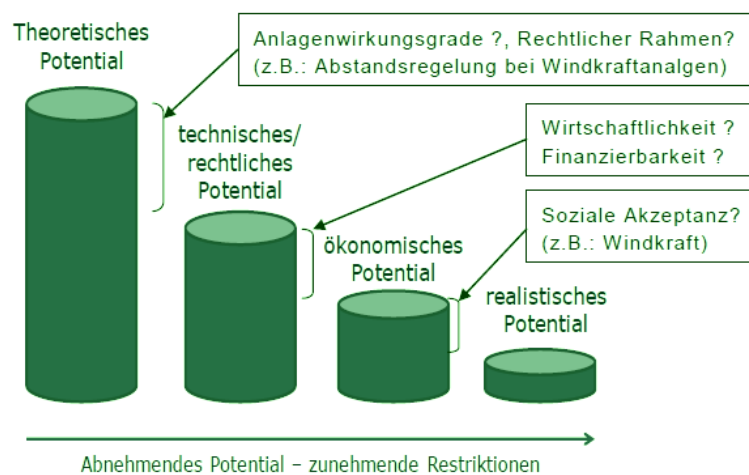 Theoretisches
Potential
Anlagenwirkungsgrade ?, Rechtlicher Rahmen?
(z.B.: Abstandsregelung bei Windkraftanalgen)
technisches/
rechtliches
Potential
Wirtschaftlichkeit ?
Finanzierbarkeit ?
ökonomisches
Potential
Soziale Akzeptanz?
(z.B.: Windkraft)
realistisches
Potential
Abnehmendes Potential – zunehmende Restriktionen